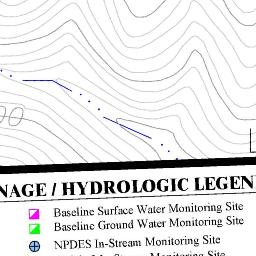 NAGE / HYDROLOGIC LEGEN
Baseline Surface Water Monitoring Site
Baseline Ground Water Monitoring Site
NPDES In-Stream Monitoring Site